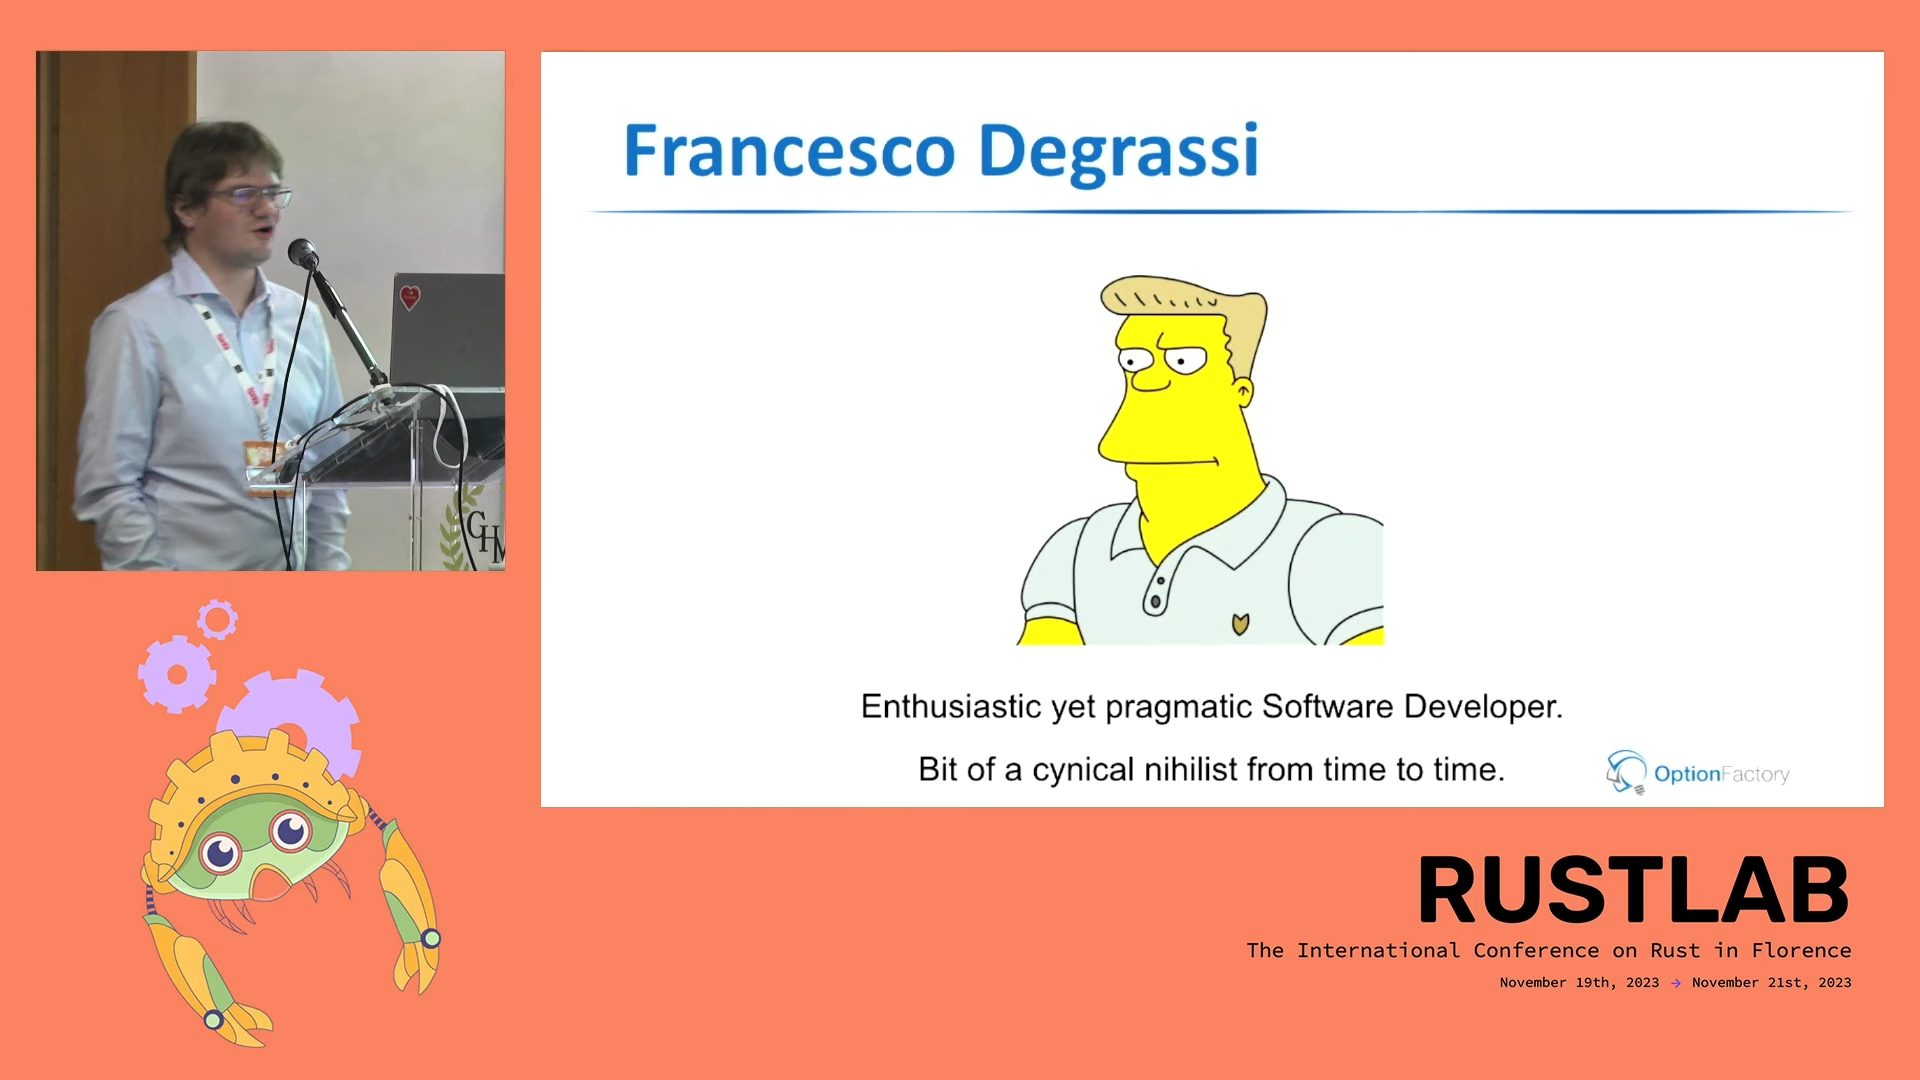 Francesco Degrassi
Enthusiastic yet pragmatic Software Developer.
Bit of a cynical nihilist from time to time.
OptionFactory
RUSTLAB
The International Conference on Rust in Florence
November 19th, 2023 → November 21st, 2023